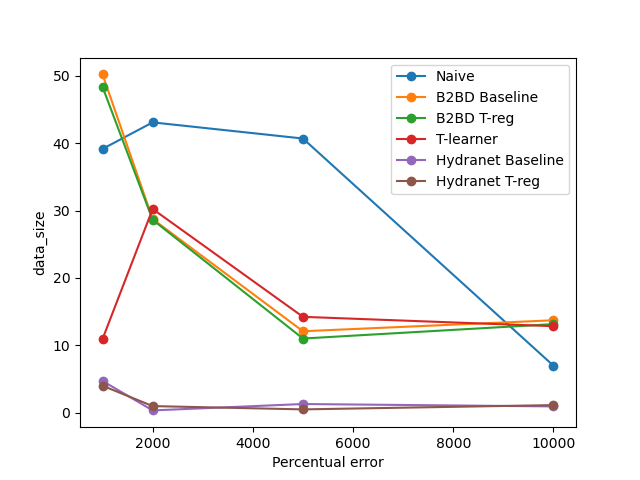 50
40
30
20
10
0
data_size
2000
4000
6000
8000
10000
Percentual error
Naive
B2BD Baseline
B2BD T-reg
T-learner
Hydranet Baseline
Hydranet T-reg